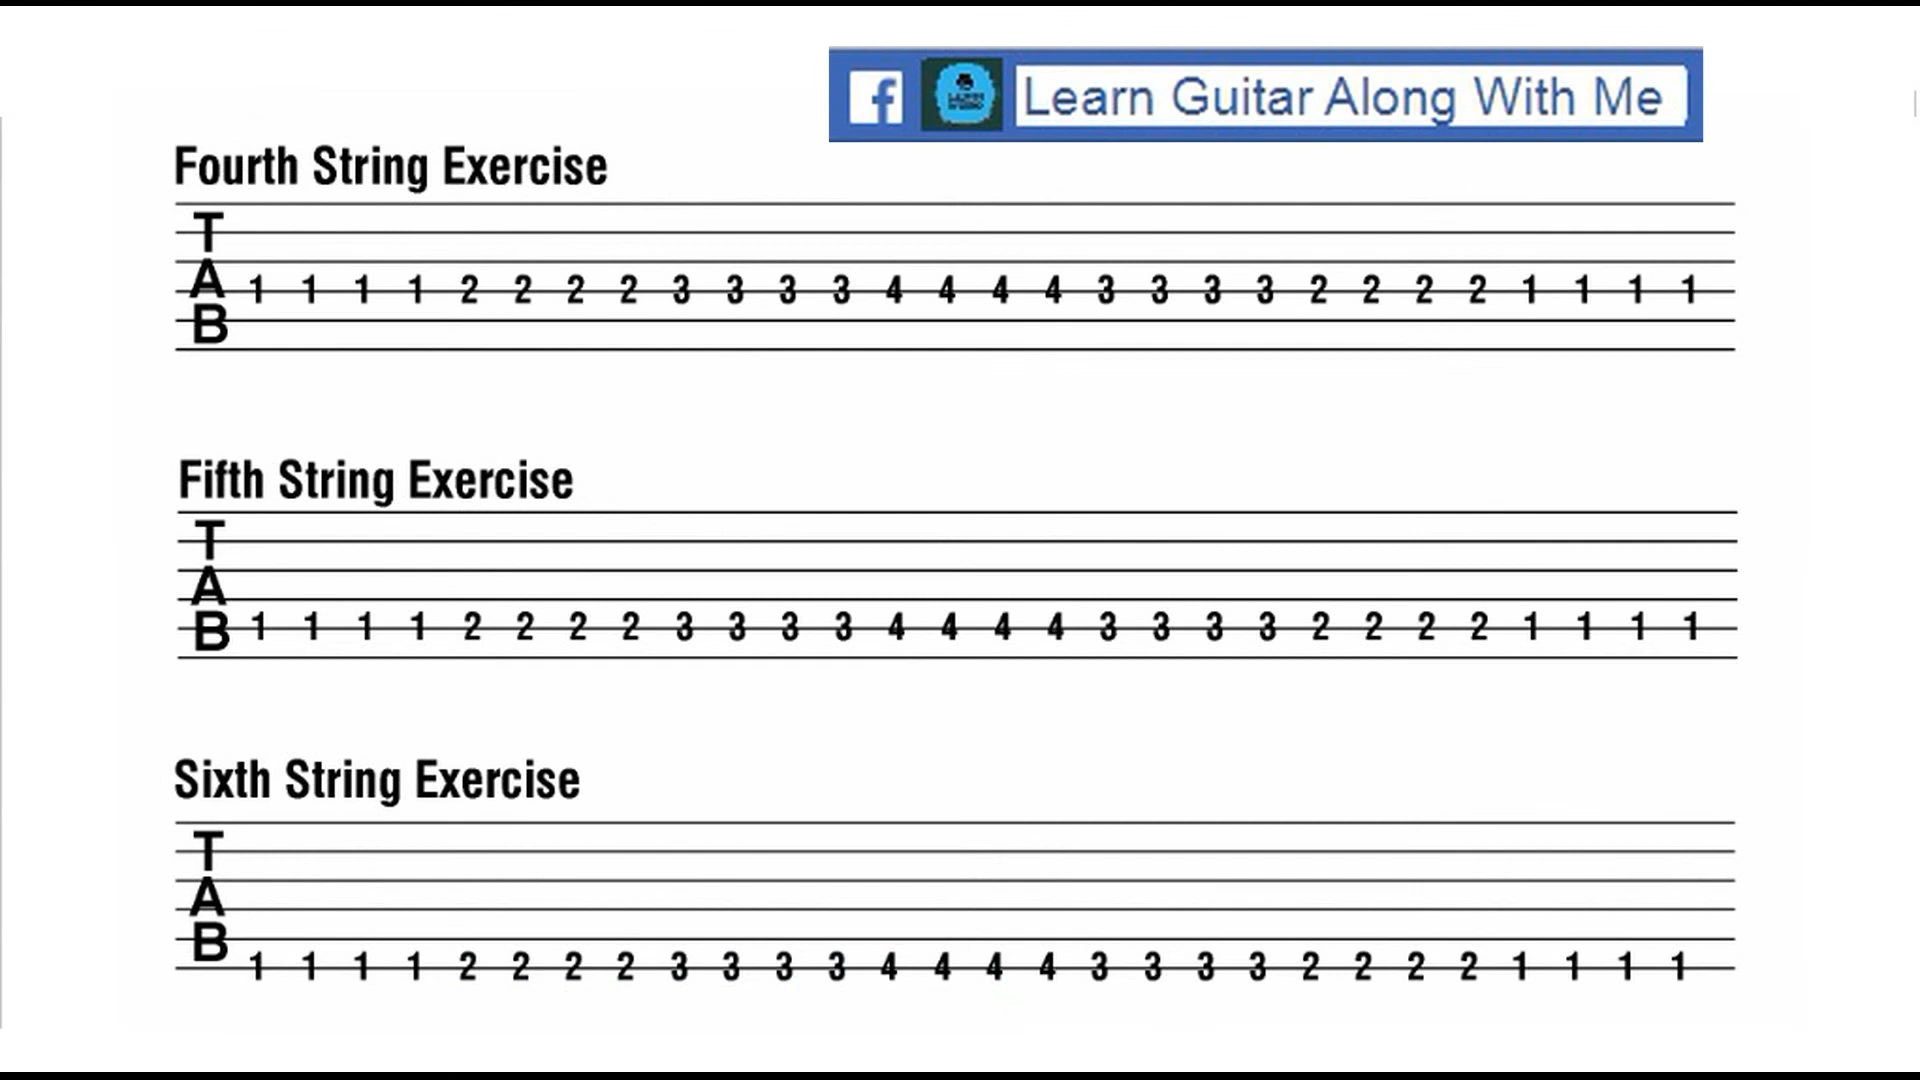 Learn Guitar Along With Me
Fourth String Exercise
T
A
B
1 1 1 1 2 2 2 2 3 3 3 3 4 4 4 4 3 3 3 3 2 2 2 2 1 1 1 1
Fifth String Exercise
T
A
B
1 1 1 1 2 2 2 2 3 3 3 3 4 4 4 4 3 3 3 3 2 2 2 2 1 1 1 1
Sixth String Exercise
T
A
B
1 1 1 1 2 2 2 2 3 3 3 3 4 4 4 4 3 3 3 3 2 2 2 2 1 1 1 1